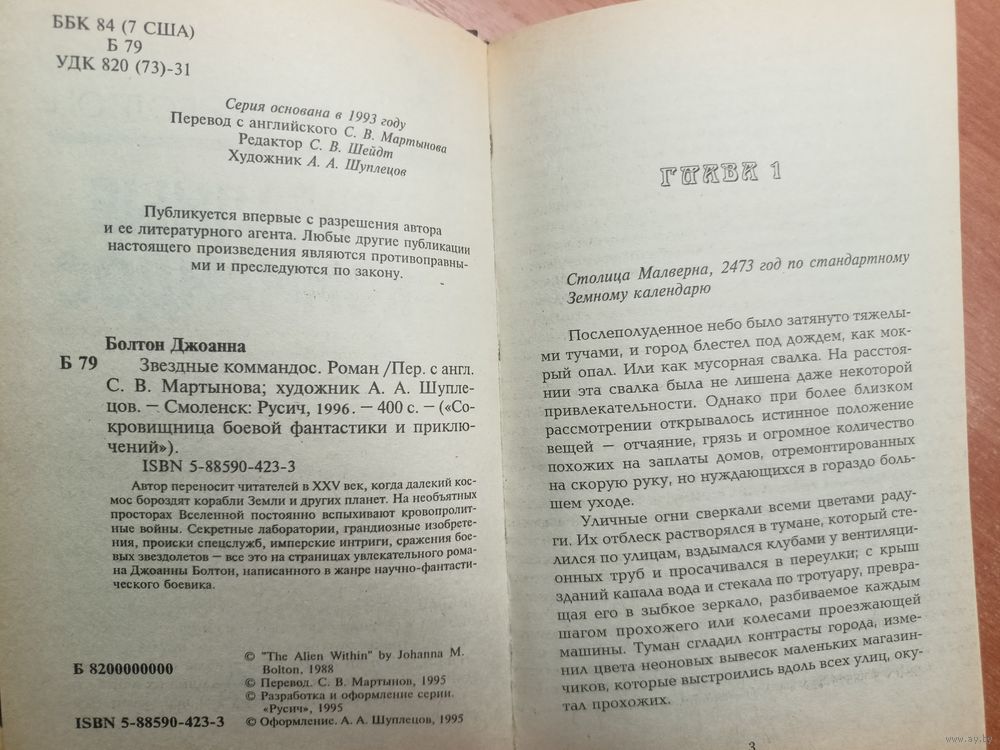 ББК 84 (7 США)
Б 79
УДК 820 (73)-31
Серия основана в 1993 году
Перевод с английского С. В. Мартынова
Редактор С. В. Шейдт
Художник А. А. Шуплецов
Публикуется впервые с разрешения автора
и ее литературного агента. Любые другие публикации
настоящего произведения являются противоправны-
ми и преследуются по закону.
Болтон Джоанна
Б 79 Звездные коммандос. Роман /Пер. с англ.
С. В. Мартынова; художник А. А. Шупле-
цов. — Смоленск: Русич, 1996. — 400 с. — («Со-
кровищница боевой фантастики и приклю-
чений»).
ISBN 5-88590-423-3
Автор переносит читателей в XXV век, когда далекий кос-
мос бороздят корабли Земли и других планет. На необъятных
просторах Вселенной постоянно вспыхивают кровопролит-
ные войны. Секретные лаборатории, грандиозные изобрете-
ния, происки спецслужб, имперские интриги, сражения бое-
вых звездолетов — все это на страницах увлекательного рома-
на Джоанны Болтон, написанного в жанре научно-фантасти-
ческого боевика.
Б 8200000000
© "The Alien Within" by Johanna M.
Bolton, 1988
© Перевод. С. В. Мартынов, 1995
© Разработка и оформление серии.
«Русич», 1995
ISBN 5-88590-423-3 © Оформление. А. А. Шуплецов, 1995
ГЛАВА 1
Столица Малверна, 2473 год по стандартному
Земному календарю
Послеполуденное небо было затянуто тяжелы-
ми тучами, и город блестел под дождем, как мок-
рый опал. Или как мусорная свалка. На расстоя-
нии эта свалка была не лишена даже некоторой
привлекательности. Однако при более близком
рассмотрении открывалось истинное положение
вещей — отчаяние, грязь и огромное количество
похожих на заплаты домов, отремонтированных
на скорую руку, но нуждающихся в гораздо боль-
шем уходе.
Уличные огни сверкали всеми цветами раду-
ги. Их отблеск растворялся в тумане, который сте-
лился по улицам, вздымался клубами у вентиляци-
онных труб и просачивался в переулки; с крыш
зданий капала вода и стекала по тротуару, превра-
щая его в зыбкое зеркало, разбиваемое каждым
шагом прохожего или колесами проезжающей
машины. Туман сгладил контрасты города, изме-
нил цвета неоновых вывесок маленьких магазин-
чиков, которые выстроились вдоль всех улиц, оку-
тал прохожих.
3
www.ay.by